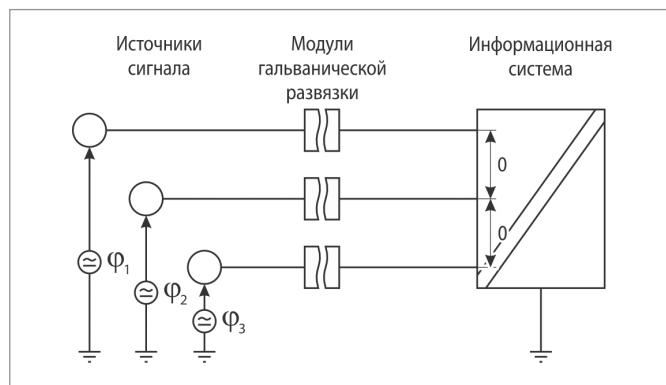 Источники
сигнала
Модули
гальванической
развязки
Информационная
система
0
0
φ1
φ2
φ3